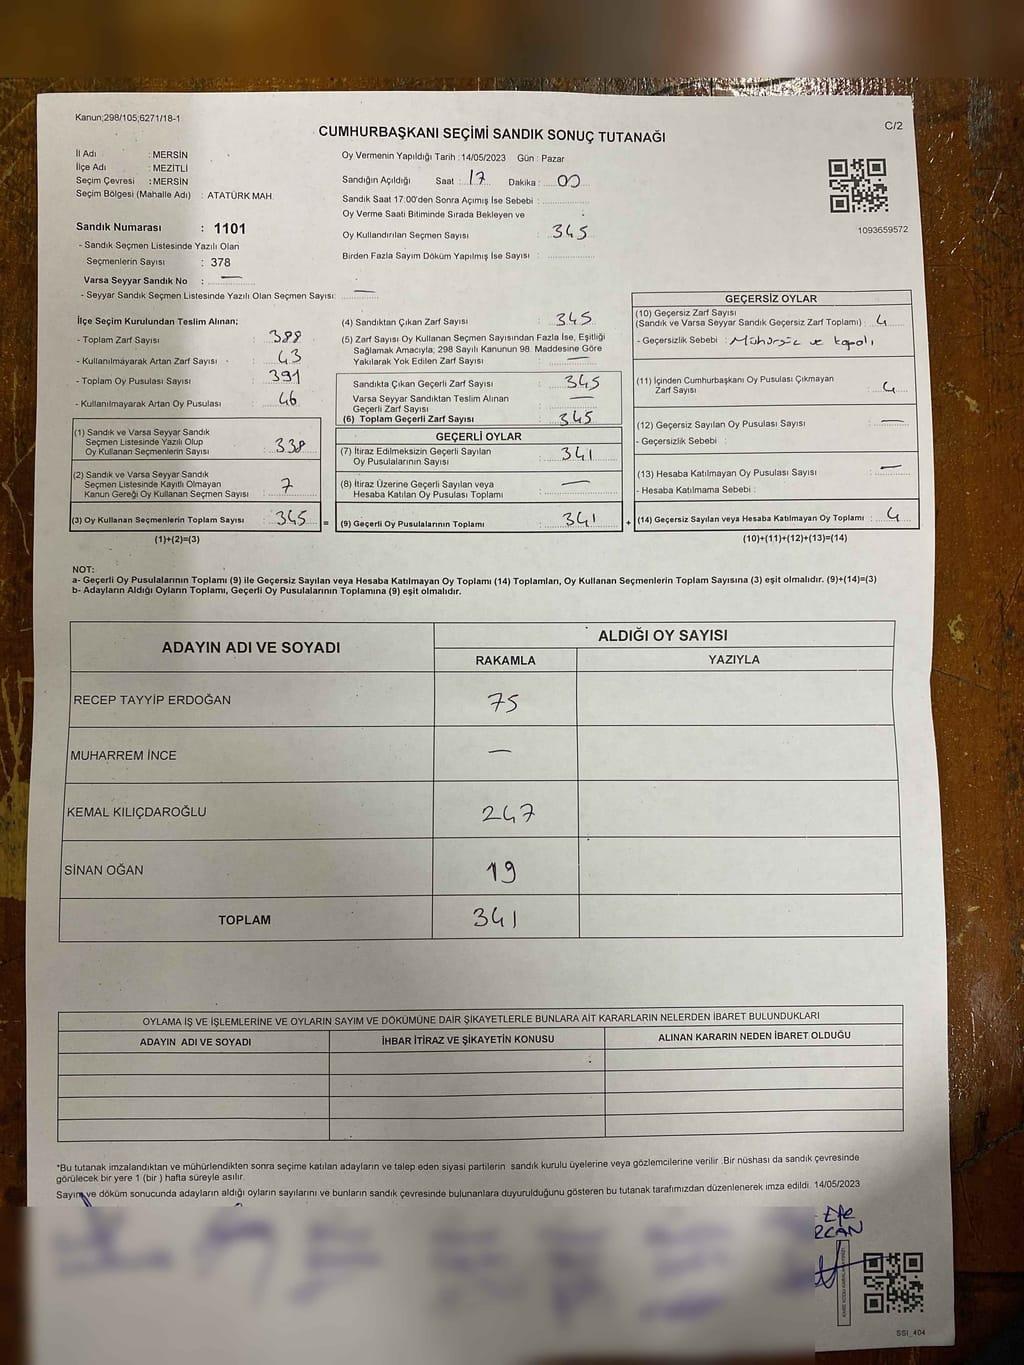 Kanun;298/105;6271/18-1
C/2
CUMHURBAŞKANI SEÇİMİ SANDIK SONUÇ TUTANAĞI
İl Adı : MERSİN
İlçe Adı : MEZİTLİ
Seçim Çevresi : MERSİN
Seçim Bölgesi (Mahalle Adı) : ATATÜRK MAH.
Sandık Numarası : 1101
- Sandık Seçmen Listesinde Yazılı Olan
Seçmenlerin Sayısı : 378
Varsa Seyyar Sandık No : —
- Seyyar Sandık Seçmen Listesinde Yazılı Olan Seçmen Sayısı: —
Oy Vermenin Yapıldığı Tarih : 14/05/2023 Gün : Pazar
Sandığın Açıldığı Saat : 17 Dakika : 00
Sandık Saat 17:00'den Sonra Açımış İse Sebebi :
Oy Verme Saati Bitiminde Sırada Bekleyen ve
Oy Kullandırılan Seçmen Sayısı : 345
Birden Fazla Sayım Döküm Yapılmış İse Sayısı :
1093659572
İlçe Seçim Kurulundan Teslim Alınan;
- Toplam Zarf Sayısı : 388
- Kullanılmayarak Artan Zarf Sayısı : 43
- Toplam Oy Pusulası Sayısı : 391
- Kullanılmayarak Artan Oy Pusulası : 46
(1) Sandık ve Varsa Seyyar Sandık
Seçmen Listesinde Yazılı Olup
Oy Kullanan Seçmenlerin Sayısı : 338
(2) Sandık ve Varsa Seyyar Sandık
Seçmen Listesinde Kayıtlı Olmayan
Kanun Gereği Oy Kullanan Seçmen Sayısı : 7
(3) Oy Kullanan Seçmenlerin Toplam Sayısı : 345 =
(1)+(2)=(3)
(4) Sandıktan Çıkan Zarf Sayısı : 345
(5) Zarf Sayısı Oy Kullanan Seçmen Sayısından Fazla İse, Eşitliği
Sağlamak Amacıyla; 298 Sayılı Kanunun 98. Maddesine Göre
Yakılarak Yok Edilen Zarf Sayısı : —
Sandıkta Çıkan Geçerli Zarf Sayısı : 345
Varsa Seyyar Sandıktan Teslim Alınan
Geçerli Zarf Sayısı : —
(6) Toplam Geçerli Zarf Sayısı : 345
GEÇERLİ OYLAR
(7) İtiraz Edilmeksizin Geçerli Sayılan
Oy Pusulalarının Sayısı : 341
(8) İtiraz Üzerine Geçerli Sayılan veya
Hesaba Katılan Oy Pusulası Toplamı : —
(9) Geçerli Oy Pusulalarının Toplamı : 341 +
GEÇERSİZ OYLAR
(10) Geçersiz Zarf Sayısı
(Sandık ve Varsa Seyyar Sandık Geçersiz Zarf Toplamı) : 4
- Geçersizlik Sebebi : Mühürsüz ve kapalı
(11) İçinden Cumhurbaşkanı Oy Pusulası Çıkmayan
Zarf Sayısı : 4
(12) Geçersiz Sayılan Oy Pusulası Sayısı : —
- Geçersizlik Sebebi :
(13) Hesaba Katılmayan Oy Pusulası Sayısı : —
- Hesaba Katılmama Sebebi :
(14) Geçersiz Sayılan veya Hesaba Katılmayan Oy Toplamı : 4
(10)+(11)+(12)+(13)=(14)
NOT:
a- Geçerli Oy Pusulalarının Toplamı (9) ile Geçersiz Sayılan veya Hesaba Katılmayan Oy Toplamı (14) Toplamları, Oy Kullanan Seçmenlerin Toplam Sayısına (3) eşit olmalıdır. (9)+(14)=(3)
b- Adayların Aldığı Oyların Toplamı, Geçerli Oy Pusulalarının Toplamına (9) eşit olmalıdır.
ADAYIN ADI VE SOYADI
ALDIĞI OY SAYISI
RAKAMLA YAZIYLA
RECEP TAYYİP ERDOĞAN 75
MUHARREM İNCE —
KEMAL KILIÇDAROĞLU 247
SİNAN OĞAN 19
TOPLAM 341
OYLAMA İŞ VE İŞLEMLERİNE VE OYLARIN SAYIM VE DÖKÜMÜNE DAİR ŞİKAYETLERLE BUNLARA AİT KARARLARIN NELERDEN İBARET BULUNDUKLARI
ADAYIN ADI VE SOYADI İHBAR İTİRAZ VE ŞİKAYETİN KONUSU ALINAN KARARIN NEDEN İBARET OLDUĞU
*Bu tutanak imzalandıktan ve mühürlendikten sonra seçime katılan adayların ve talep eden siyasi partilerin sandık kurulu üyelerine veya gözlemcilerine verilir .Bir nüshası da sandık çevresinde
görülecek bir yere 1 (bir ) hafta süreyle asılır.
Sayım ve döküm sonucunda adayların aldığı oyların sayılarını ve bunların sandık çevresinde bulunanlara duyurulduğunu gösteren bu tutanak tarafımızdan düzenlenerek imza edildi. 14/05/2023
Efe
SSI_404